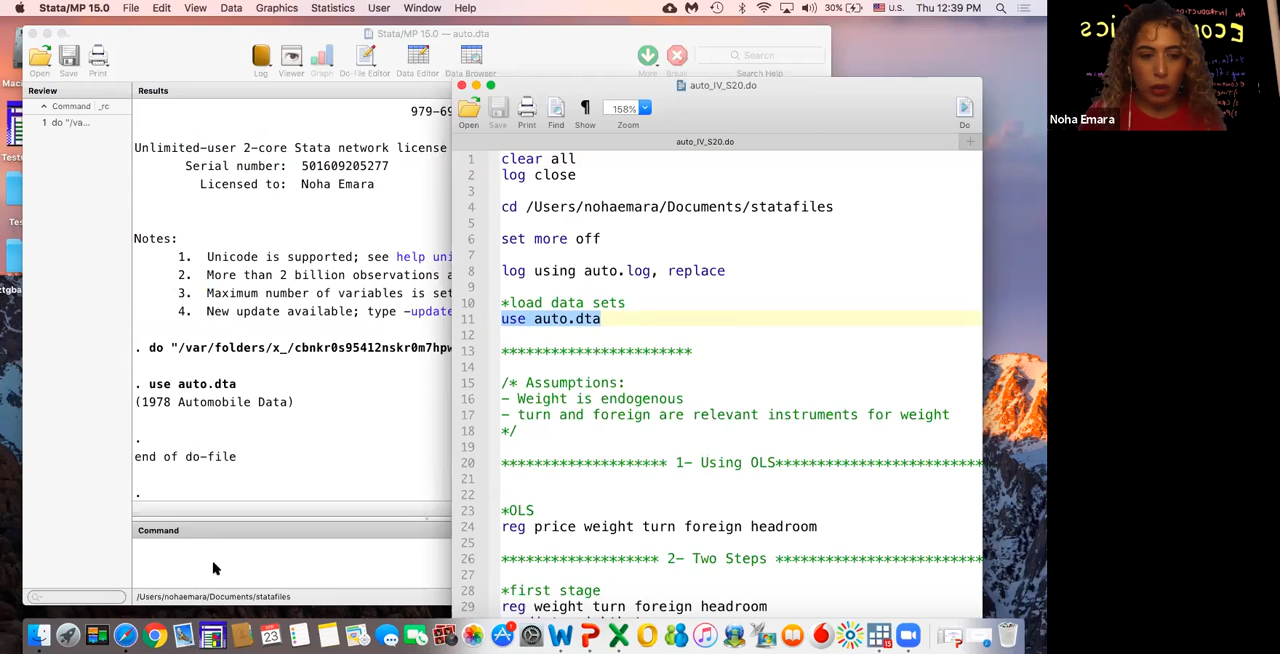 Stata/MP 15.0 File Edit View Data Graphics Statistics User Window Help 30% U.S. Thu 12:39 PM
Stata/MP 15.0 — auto.dta
Open Save Print Log Viewer Graph Do-file Editor Data Editor Data Browser More Break Search
Search Help
Review
Results
Command _rc
1 do "/va...
979-69
Unlimited-user 2-core Stata network license
Serial number: 501609205277
Licensed to: Noha Emara
Notes:
1. Unicode is supported; see help uni
2. More than 2 billion observations a
3. Maximum number of variables is set
4. New update available; type -update
. do "/var/folders/x_/cbnkr0s95412nskr0m7hpw
. use auto.dta
(1978 Automobile Data)
.
end of do-file
.
Command
/Users/nohaemara/Documents/statafiles
auto_IV_S20.do
158%
Open Save Print Find Show Zoom Do
auto_IV_S20.do
1 clear all
2 log close
3
4 cd /Users/nohaemara/Documents/statafiles
5
6 set more off
7
8 log using auto.log, replace
9
10 *load data sets
11 use auto.dta
12
13 ***********************
14
15 /* Assumptions:
16 - Weight is endogenous
17 - turn and foreign are relevant instruments for weight
18 */
19
20 ******************** 1- Using OLS*************************
21
22
23 *OLS
24 reg price weight turn foreign headroom
25
26 ******************* 2- Two Steps **************************
27
28 *first stage
29 reg weight turn foreign headroom
Noha Emara